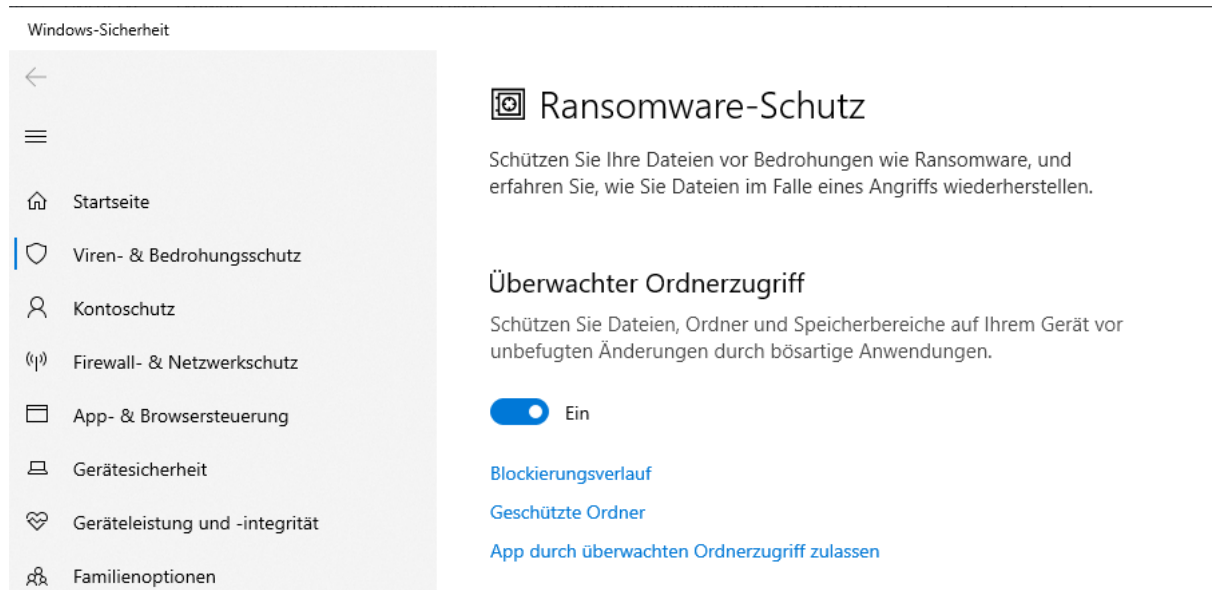 Windows-Sicherheit
Startseite
Viren- & Bedrohungsschutz
Kontoschutz
Firewall- & Netzwerkschutz
App- & Browsersteuerung
Gerätesicherheit
Geräteleistung und -integrität
Familienoptionen
Ransomware-Schutz
Schützen Sie Ihre Dateien vor Bedrohungen wie Ransomware, und
erfahren Sie, wie Sie Dateien im Falle eines Angriffs wiederherstellen.
Überwachter Ordnerzugriff
Schützen Sie Dateien, Ordner und Speicherbereiche auf Ihrem Gerät vor
unbefugten Änderungen durch bösartige Anwendungen.
Ein
Blockierungsverlauf
Geschützte Ordner
App durch überwachten Ordnerzugriff zulassen